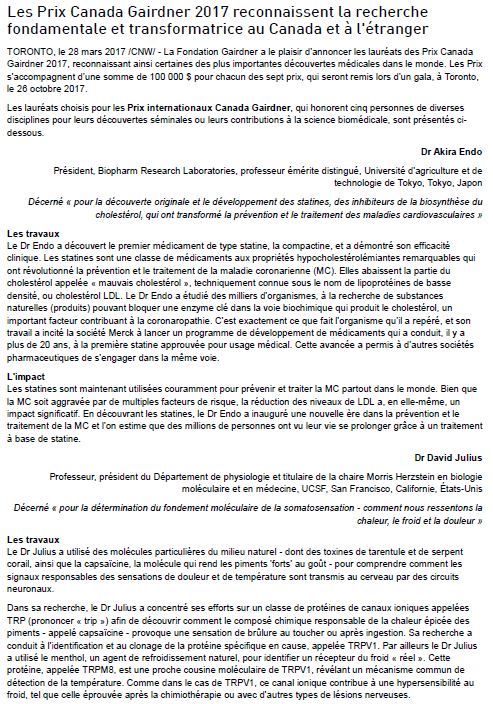 Les Prix Canada Gairdner 2017 reconnaissent la recherche
fondamentale et transformatrice au Canada et à l'étranger
TORONTO, le 28 mars 2017 /CNW/ - La Fondation Gairdner a le plaisir d'annoncer les lauréats des Prix Canada
Gairdner 2017, reconnaissant ainsi certaines des plus importantes découvertes médicales dans le monde. Les Prix
s'accompagnent d'une somme de 100 000 $ pour chacun des sept prix, qui seront remis lors d'un gala, à Toronto,
le 26 octobre 2017.
Les lauréats choisis pour les Prix internationaux Canada Gairdner, qui honorent cinq personnes de diverses
disciplines pour leurs découvertes séminales ou leurs contributions à la science biomédicale, sont présentés ci-
dessous.
Dr Akira Endo
Président, Biopharm Research Laboratories, professeur émérite distingué, Université d'agriculture et de
technologie de Tokyo, Tokyo, Japon
Décerné « pour la découverte originale et le développement des statines, des inhibiteurs de la biosynthèse du
cholestérol, qui ont transformé la prévention et le traitement des maladies cardiovasculaires »
Les travaux
Le Dr Endo a découvert le premier médicament de type statine, la compactine, et a démontré son efficacité
clinique. Les statines sont une classe de médicaments aux propriétés hypocholestérolémiantes remarquables qui
ont révolutionné la prévention et le traitement de la maladie coronarienne (MC). Elles abaissent la partie du
cholestérol appelée « mauvais cholestérol », techniquement connue sous le nom de lipoprotéines de basse
densité, ou cholestérol LDL. Le Dr Endo a étudié des milliers d'organismes, à la recherche de substances
naturelles (produits) pouvant bloquer une enzyme clé dans la voie biochimique qui produit le cholestérol, un
important facteur contribuant à la coronaropathie. C'est exactement ce que fait l'organisme qu'il a repéré, et son
travail a incité la société Merck à lancer un programme de développement de médicaments qui a conduit, il y a
plus de 20 ans, à la première statine approuvée pour usage médical. Cette avancée a permis à d'autres sociétés
pharmaceutiques de s'engager dans la même voie.
L'impact
Les statines sont maintenant utilisées couramment pour prévenir et traiter la MC partout dans le monde. Bien que
la MC soit aggravée par de multiples facteurs de risque, la réduction des niveaux de LDL a, en elle-même, un
impact significatif. En découvrant les statines, le Dr Endo a inauguré une nouvelle ère dans la prévention et le
traitement de la MC et l'on estime que des millions de personnes ont vu leur vie se prolonger grâce à un traitement
à base de statine.
Dr David Julius
Professeur, président du Département de physiologie et titulaire de la chaire Morris Herzstein en biologie
moléculaire et en médecine, UCSF, San Francisco, Californie, États-Unis
Décerné « pour la détermination du fondement moléculaire de la somatosensation - comment nous ressentons la
chaleur, le froid et la douleur »
Les travaux
Le Dr Julius a utilisé des molécules particulières du milieu naturel - dont des toxines de tarentule et de serpent
corail, ainsi que la capsaïcine, la molécule qui rend les piments 'forts' au goût - pour comprendre comment les
signaux responsables des sensations de douleur et de température sont transmis au cerveau par des circuits
neuronaux.
Dans sa recherche, le Dr Julius a concentré ses efforts sur une classe de protéines de canaux ioniques appelées
TRP (prononcer « trip ») afin de découvrir comment le composé chimique responsable de la chaleur épicée des
piments - appelé capsaïcine - provoque une sensation de brûlure au toucher ou après ingestion. Sa recherche a
conduit à l'identification et au clonage de la protéine spécifique en cause, appelée TRPV1. Par ailleurs le Dr Julius
a utilisé le menthol, un agent de refroidissement naturel, pour identifier un récepteur du froid « réel ». Cette
protéine, appelée TRPM8, est une proche cousine moléculaire de TRPV1, révélant un mécanisme commun de
détection de la température. Comme dans le cas de TRPV1, ce canal ionique contribue à une hypersensibilité au
froid, tel que celle éprouvée après la chimiothérapie ou avec d'autres types de lésions nerveuses.